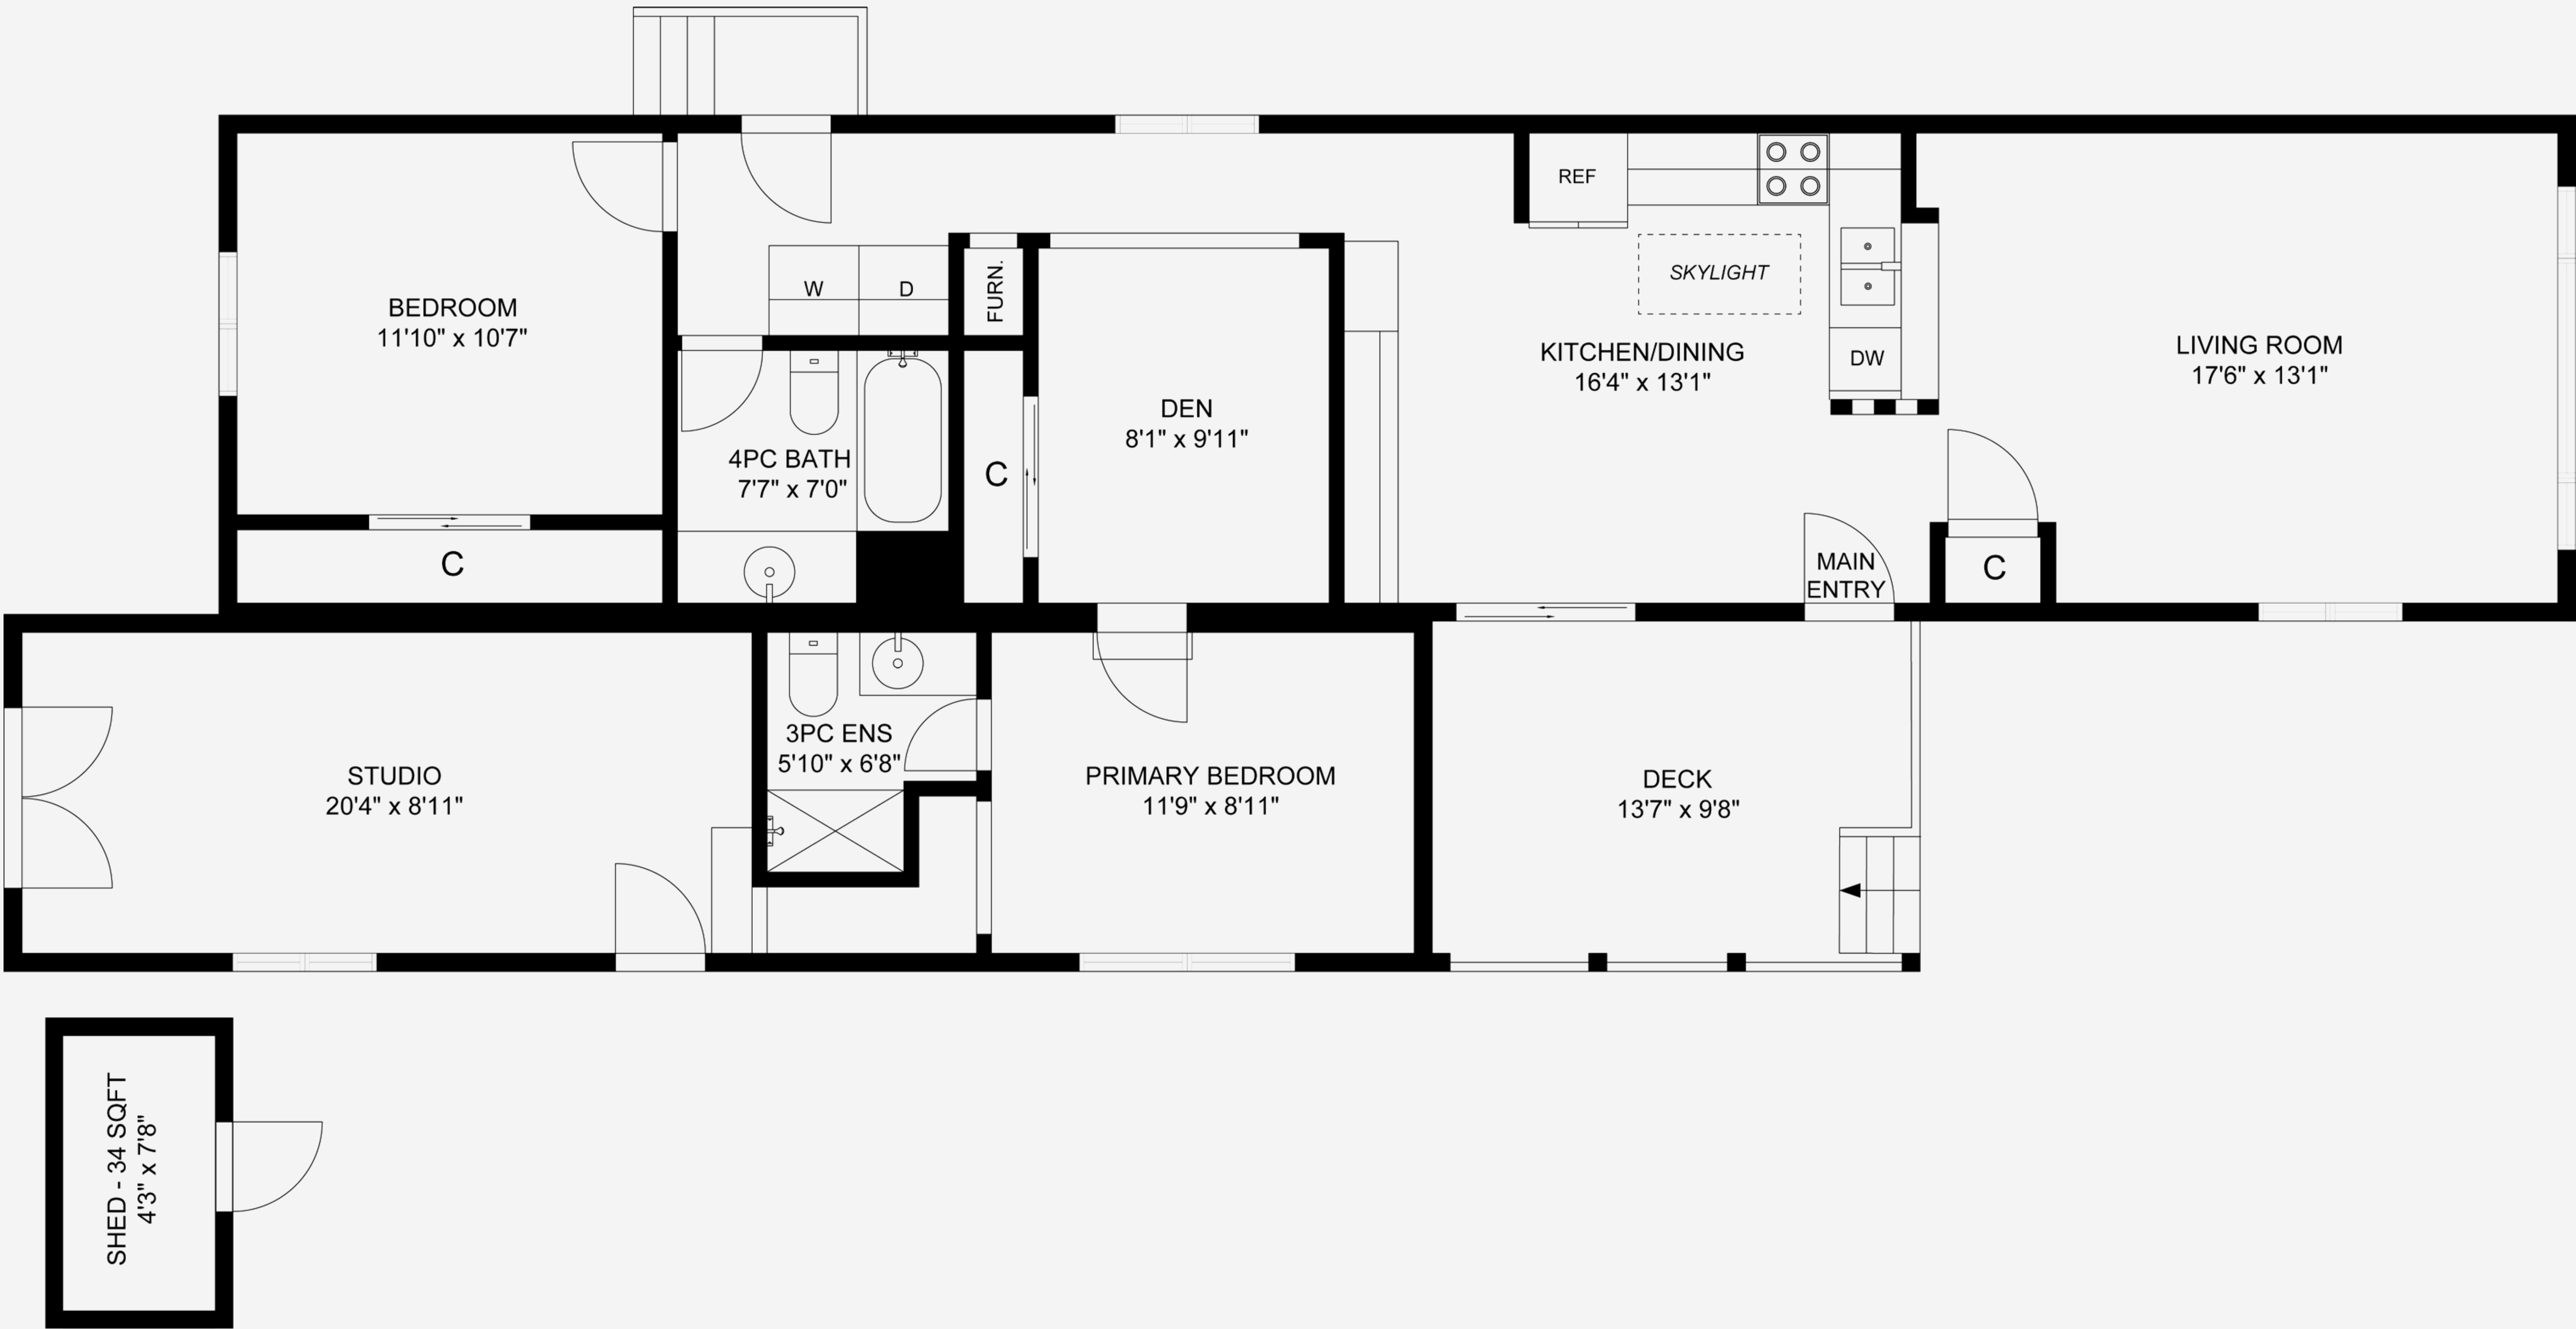 REF
SKYLIGHT
W
D
FURN.
BEDROOM
11'10" x 10'7"
KITCHEN/DINING
16'4" x 13'1"
DW
LIVING ROOM
17'6" x 13'1"
DEN
8'1" x 9'11"
4PC BATH
7'7" x 7'0"
C
C
MAIN
ENTRY
C
3PC ENS
5'10" x 6'8"
STUDIO
20'4" x 8'11"
PRIMARY BEDROOM
11'9" x 8'11"
DECK
13'7" x 9'8"
SHED - 34 SQFT
4'3" x 7'8"